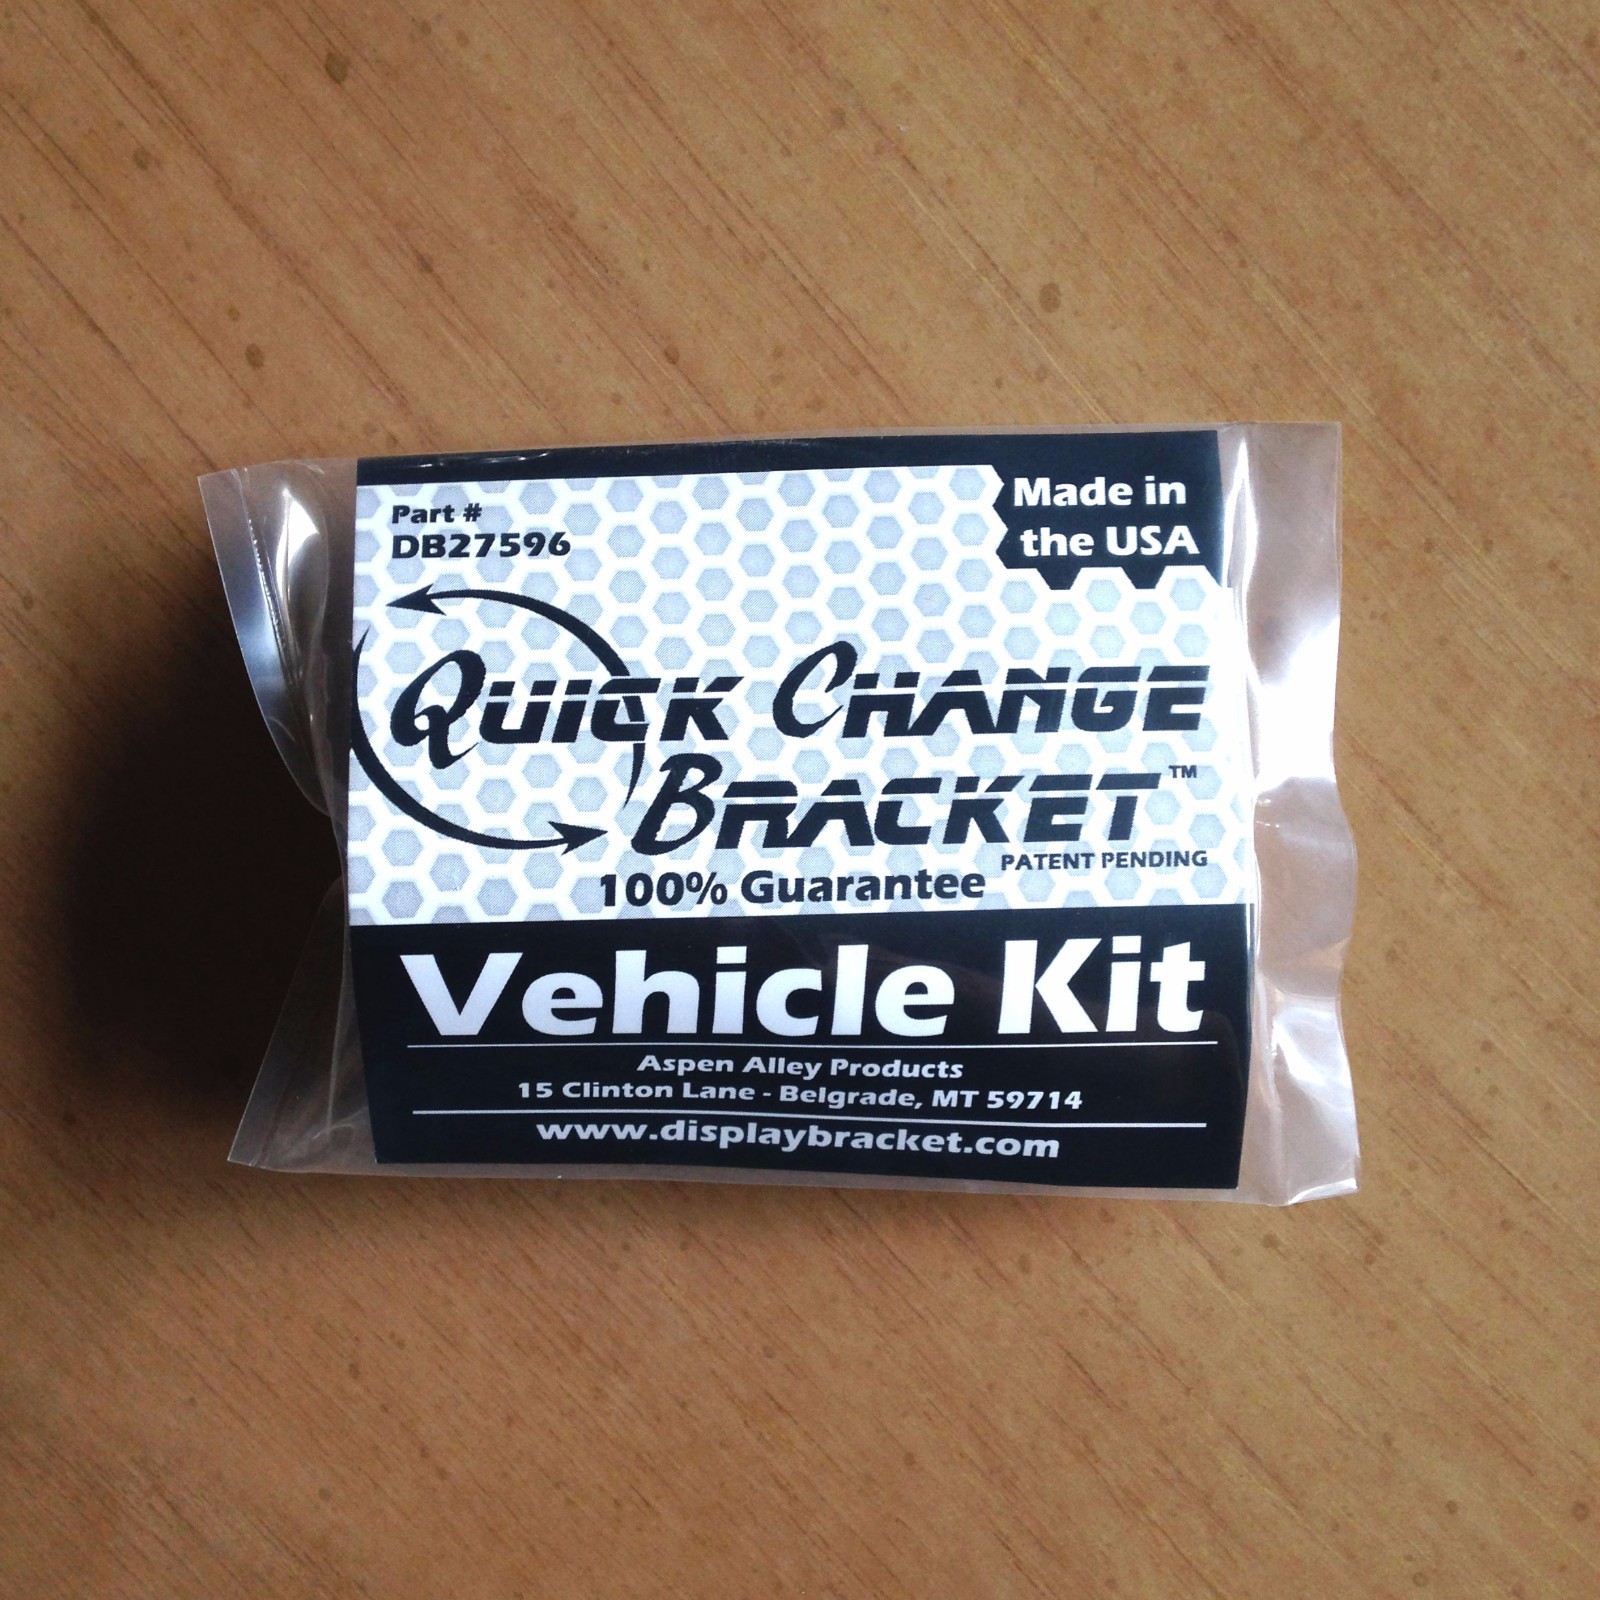 Part #
DB27596
Made in
the USA
Quick Change
Bracket™
PATENT PENDING
100% Guarantee
Vehicle Kit
Aspen Alley Products
15 Clinton Lane - Belgrade, MT 59714
www.displaybracket.com